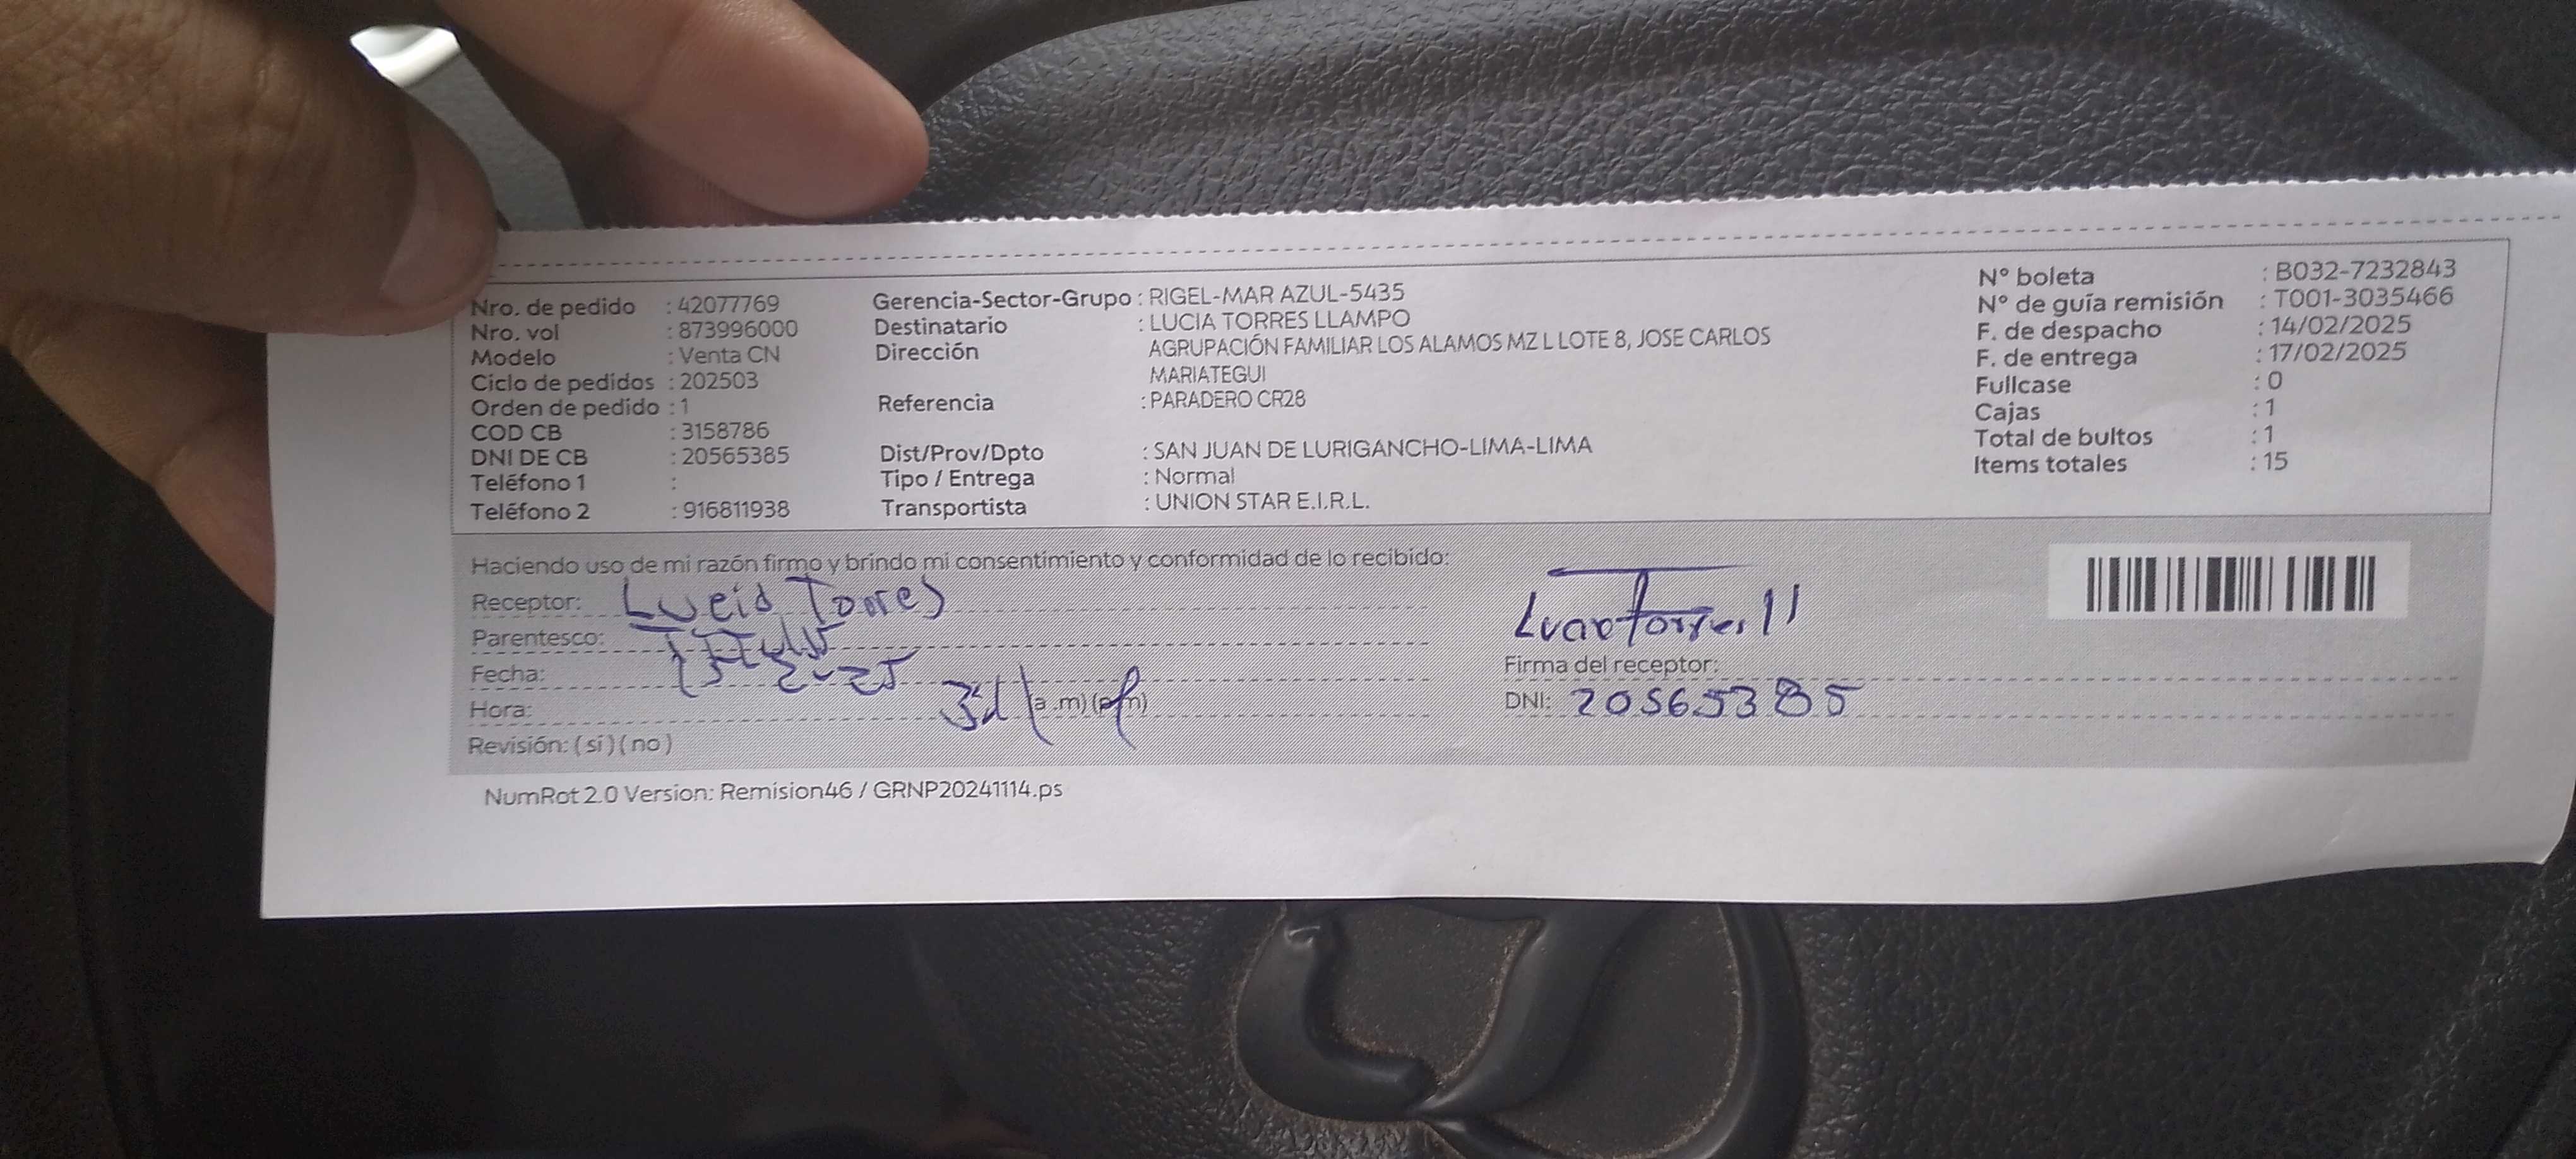 Nro. de pedido : 42077769 Gerencia-Sector-Grupo : RIGEL-MAR AZUL-5435 N° boleta : B032-7232843
Nro. vol : 873996000 Destinatario : LUCIA TORRES LLAMPO N° de guía remisión : T001-3035466
Modelo : Venta CN Dirección AGRUPACIÓN FAMILIAR LOS ALAMOS MZ L LOTE 8, JOSE CARLOS F. de despacho : 14/02/2025
MARIATEGUI F. de entrega : 17/02/2025
Ciclo de pedidos : 202503 Fullcase : 0
Orden de pedido : 1 Referencia : PARADERO CR28 Cajas : 1
COD CB : 3158786 Total de bultos : 1
DNI DE CB : 20565385 Dist/Prov/Dpto : SAN JUAN DE LURIGANCHO-LIMA-LIMA Items totales : 15
Teléfono 1 : Tipo / Entrega : Normal
Teléfono 2 : 916811938 Transportista : UNION STAR E.I.R.L.
Haciendo uso de mi razón firmo y brindo mi consentimiento y conformidad de lo recibido:
Receptor: Lucia Torres
Parentesco:
Fecha: 2-25
Hora: (a.m)(p.m)
Revisión: (si)(no)
Firma del receptor:
DNI: 20565385
NumRot 2.0 Version: Remision46 / GRNP20241114.ps